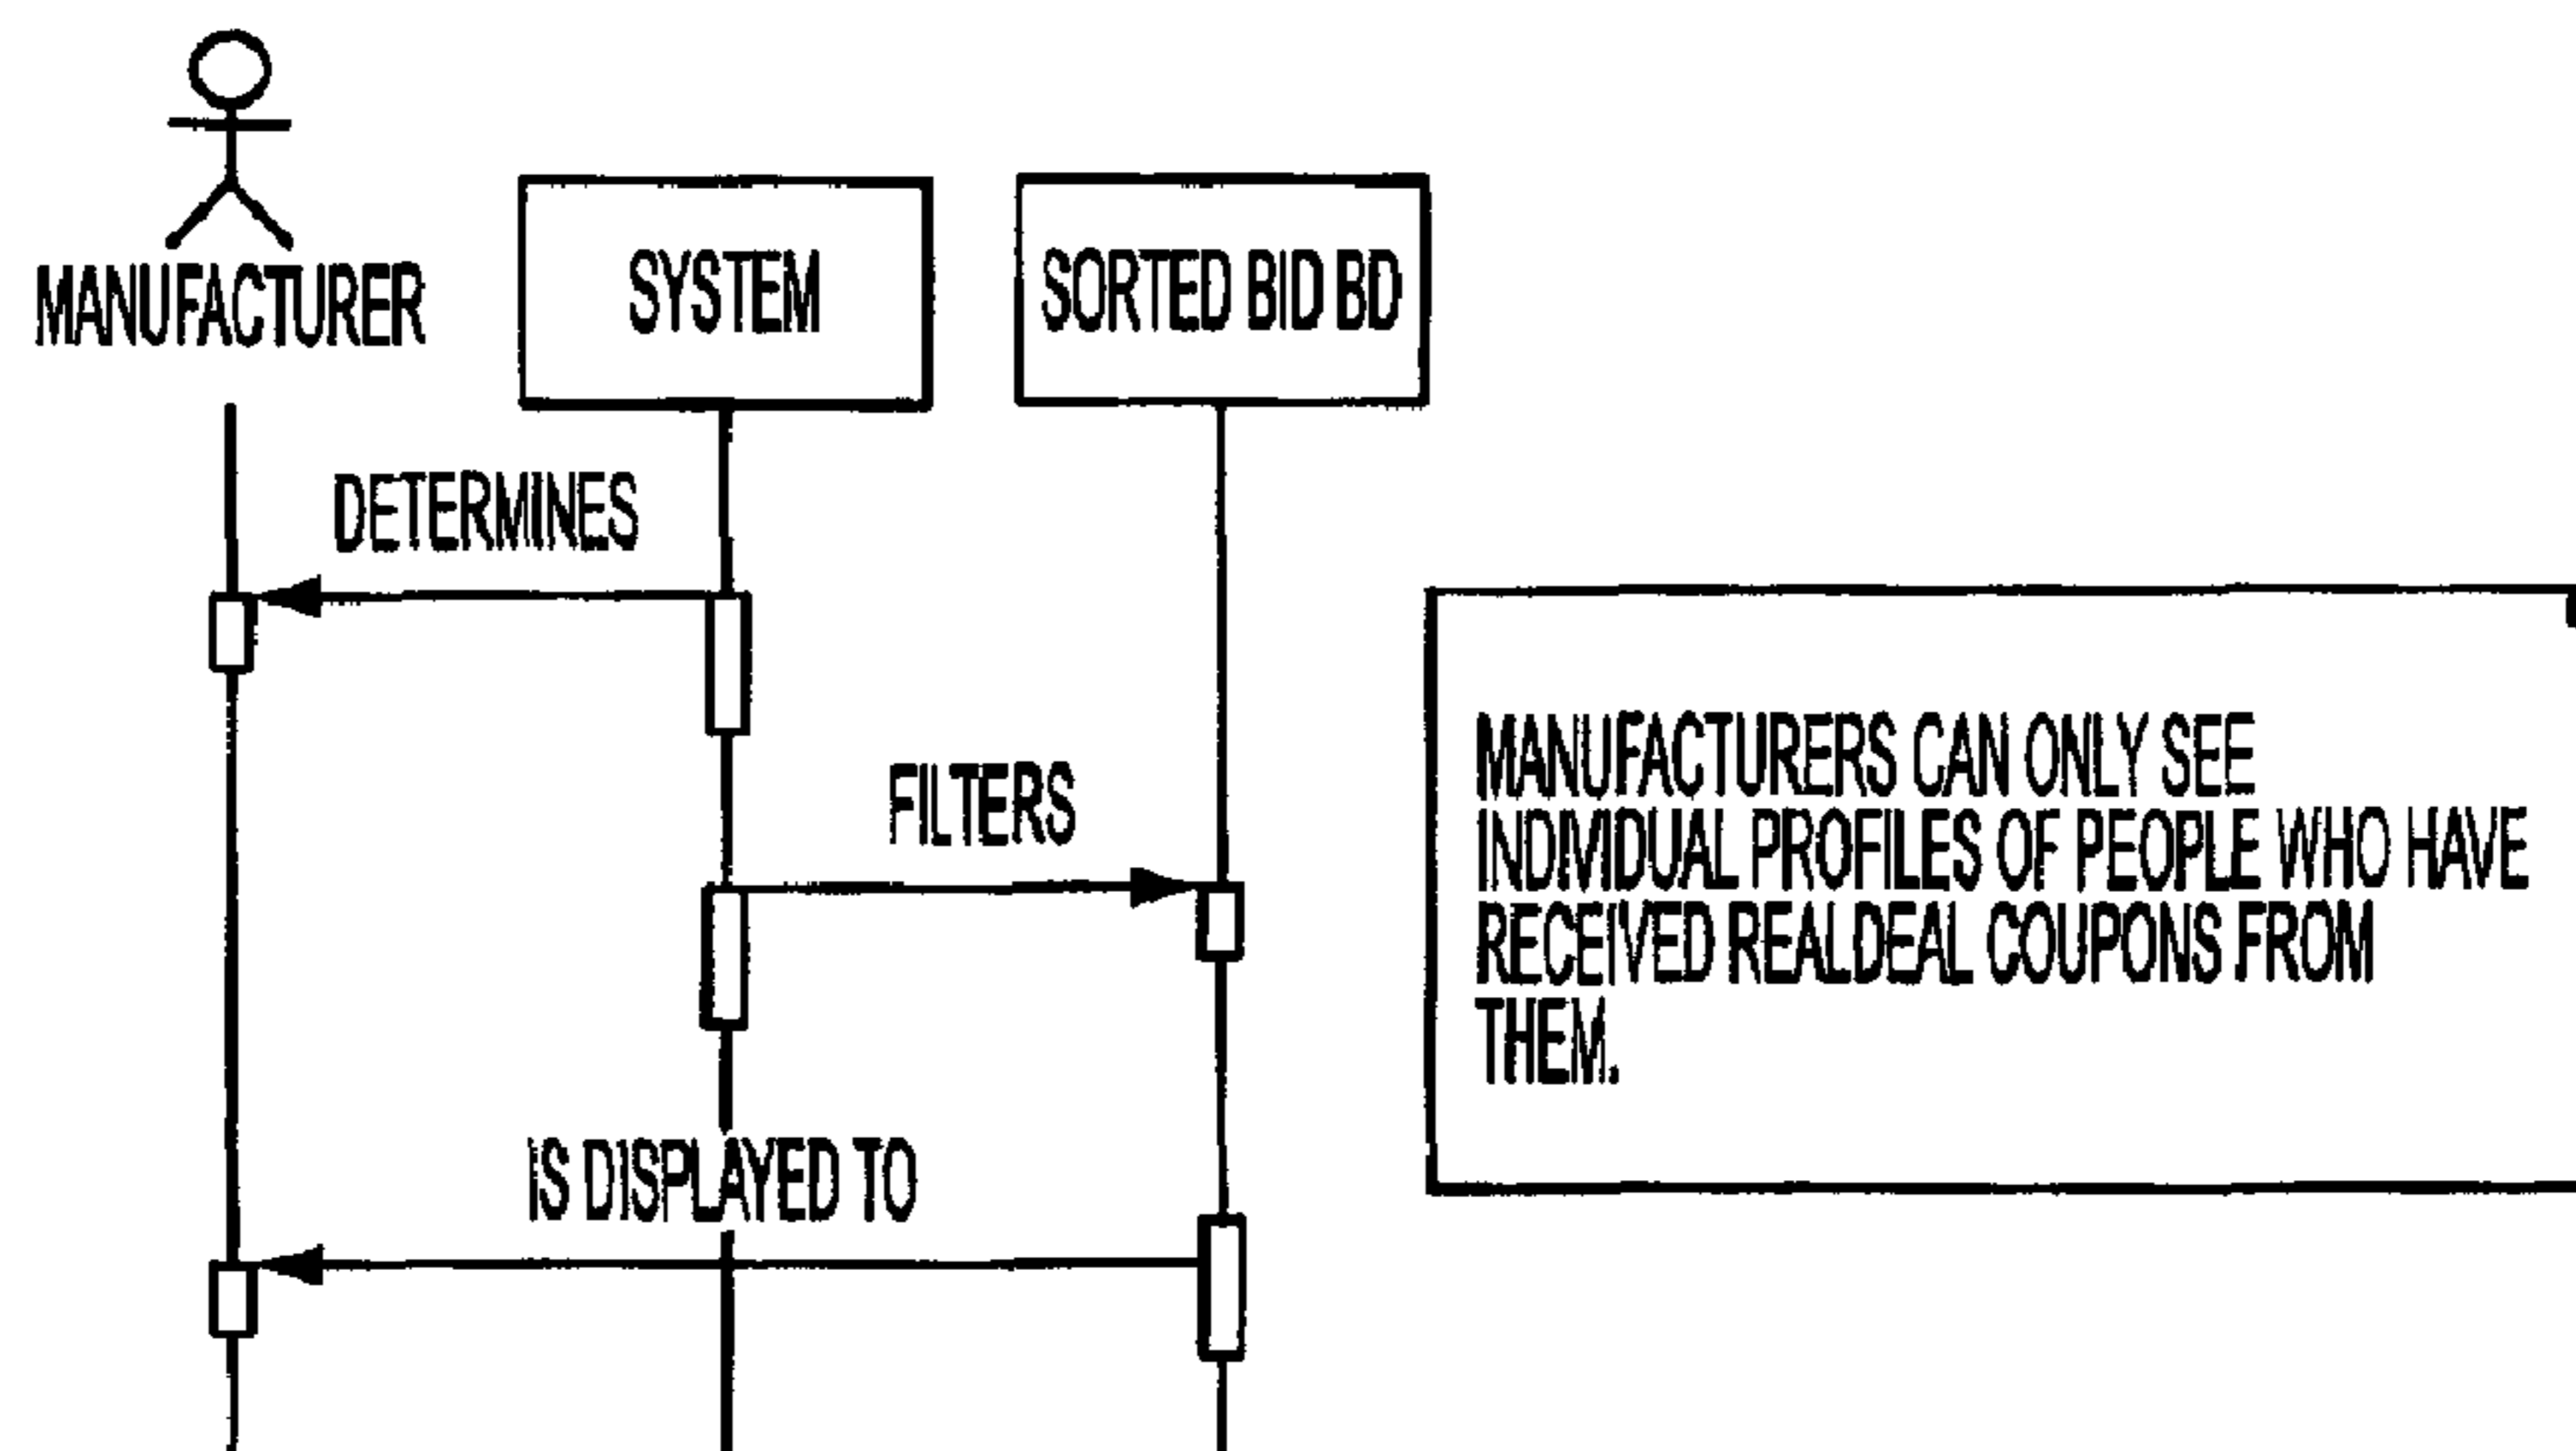 MANUFACTURER
SYSTEM
SORTED BID BD
DETERMINES
FILTERS
MANUFACTURERS CAN ONLY SEE
INDIVIDUAL PROFILES OF PEOPLE WHO HAVE
RECEIVED REALDEAL COUPONS FROM
THEM.
IS DISPLAYED TO